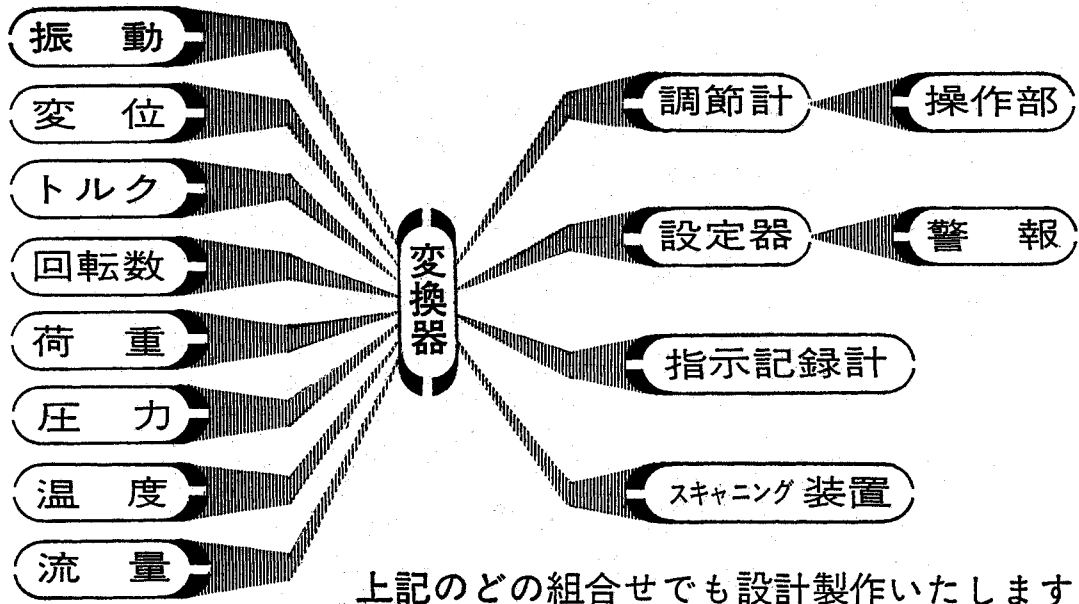 振動
変位
トルク
回転数
荷重
圧力
温度
流量
変換器
調節計
操作部
設定器
警報
指示記録計
スキャニング装置
上記のどの組合せでも設計製作いたします